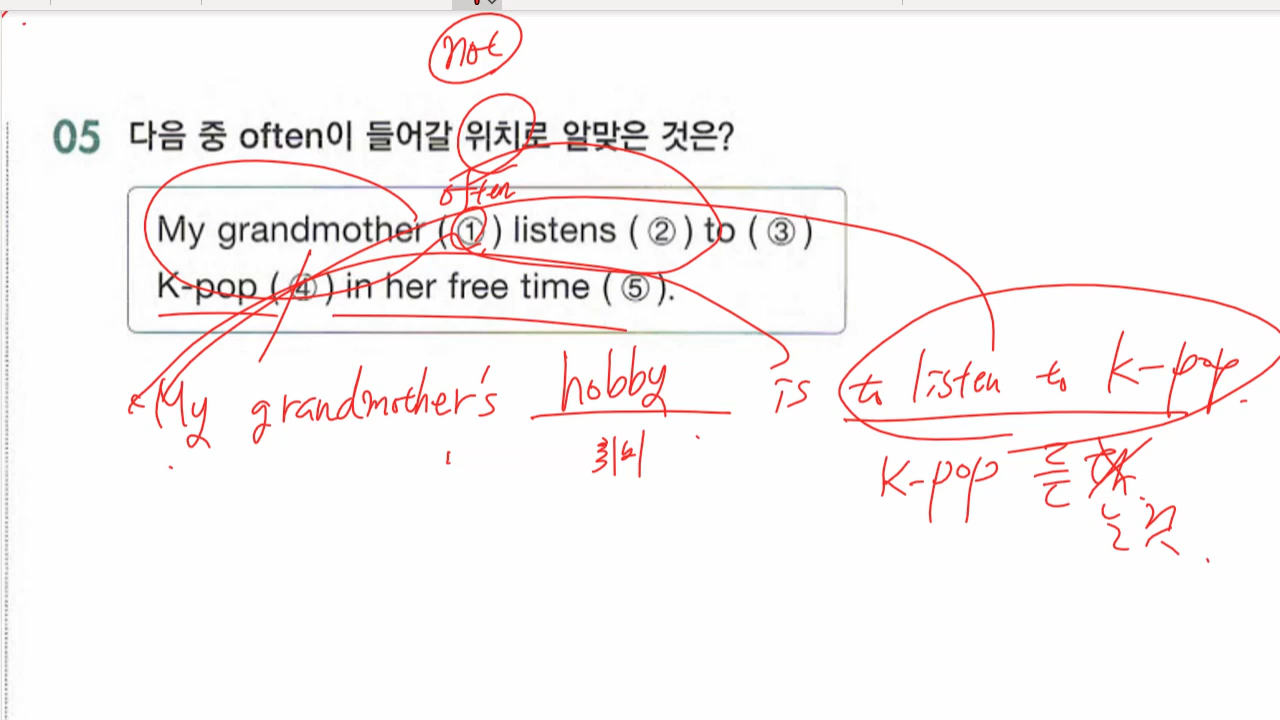 not
05 다음 중 often이 들어갈 위치로 알맞은 것은?
often
My grandmother ( ① ) listens ( ② ) to ( ③ )
K-pop ( ④ ) in her free time ( ⑤ ).
My grandmother's hobby is to listen to K-pop.
취미
K-pop 듣
는 것.